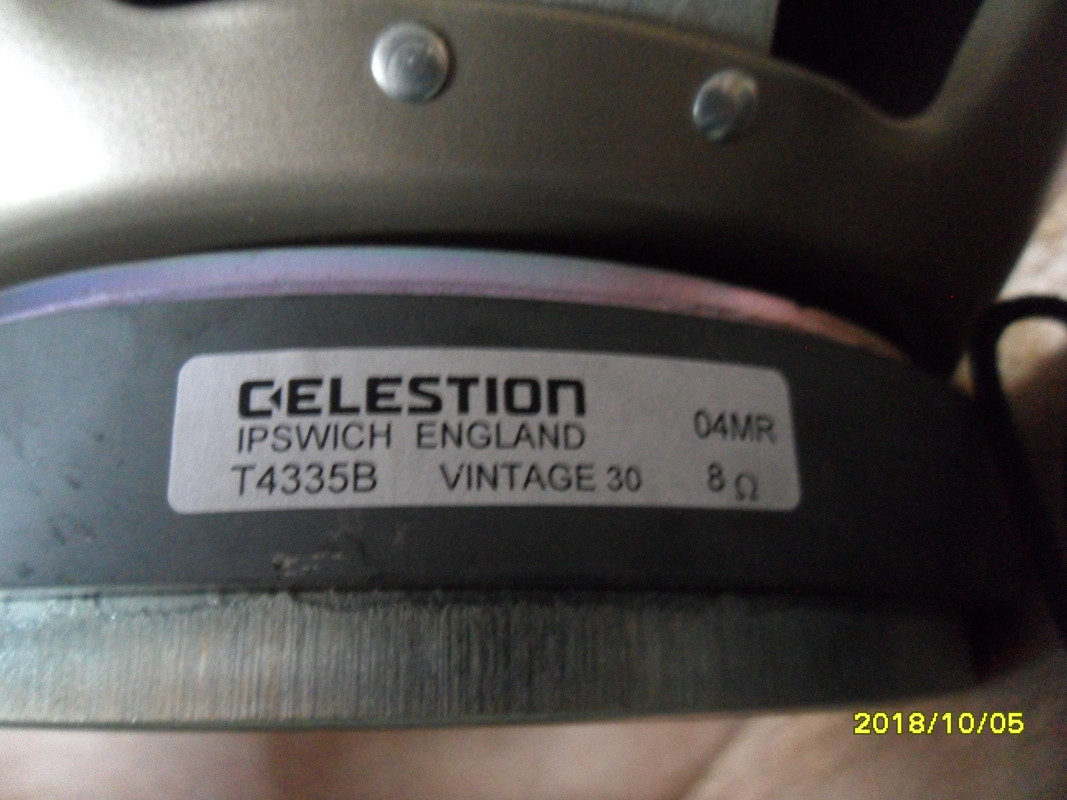 CELESTION
IPSWICH ENGLAND 04MR
T4335B VINTAGE 30 8 Ω
2018/10/05